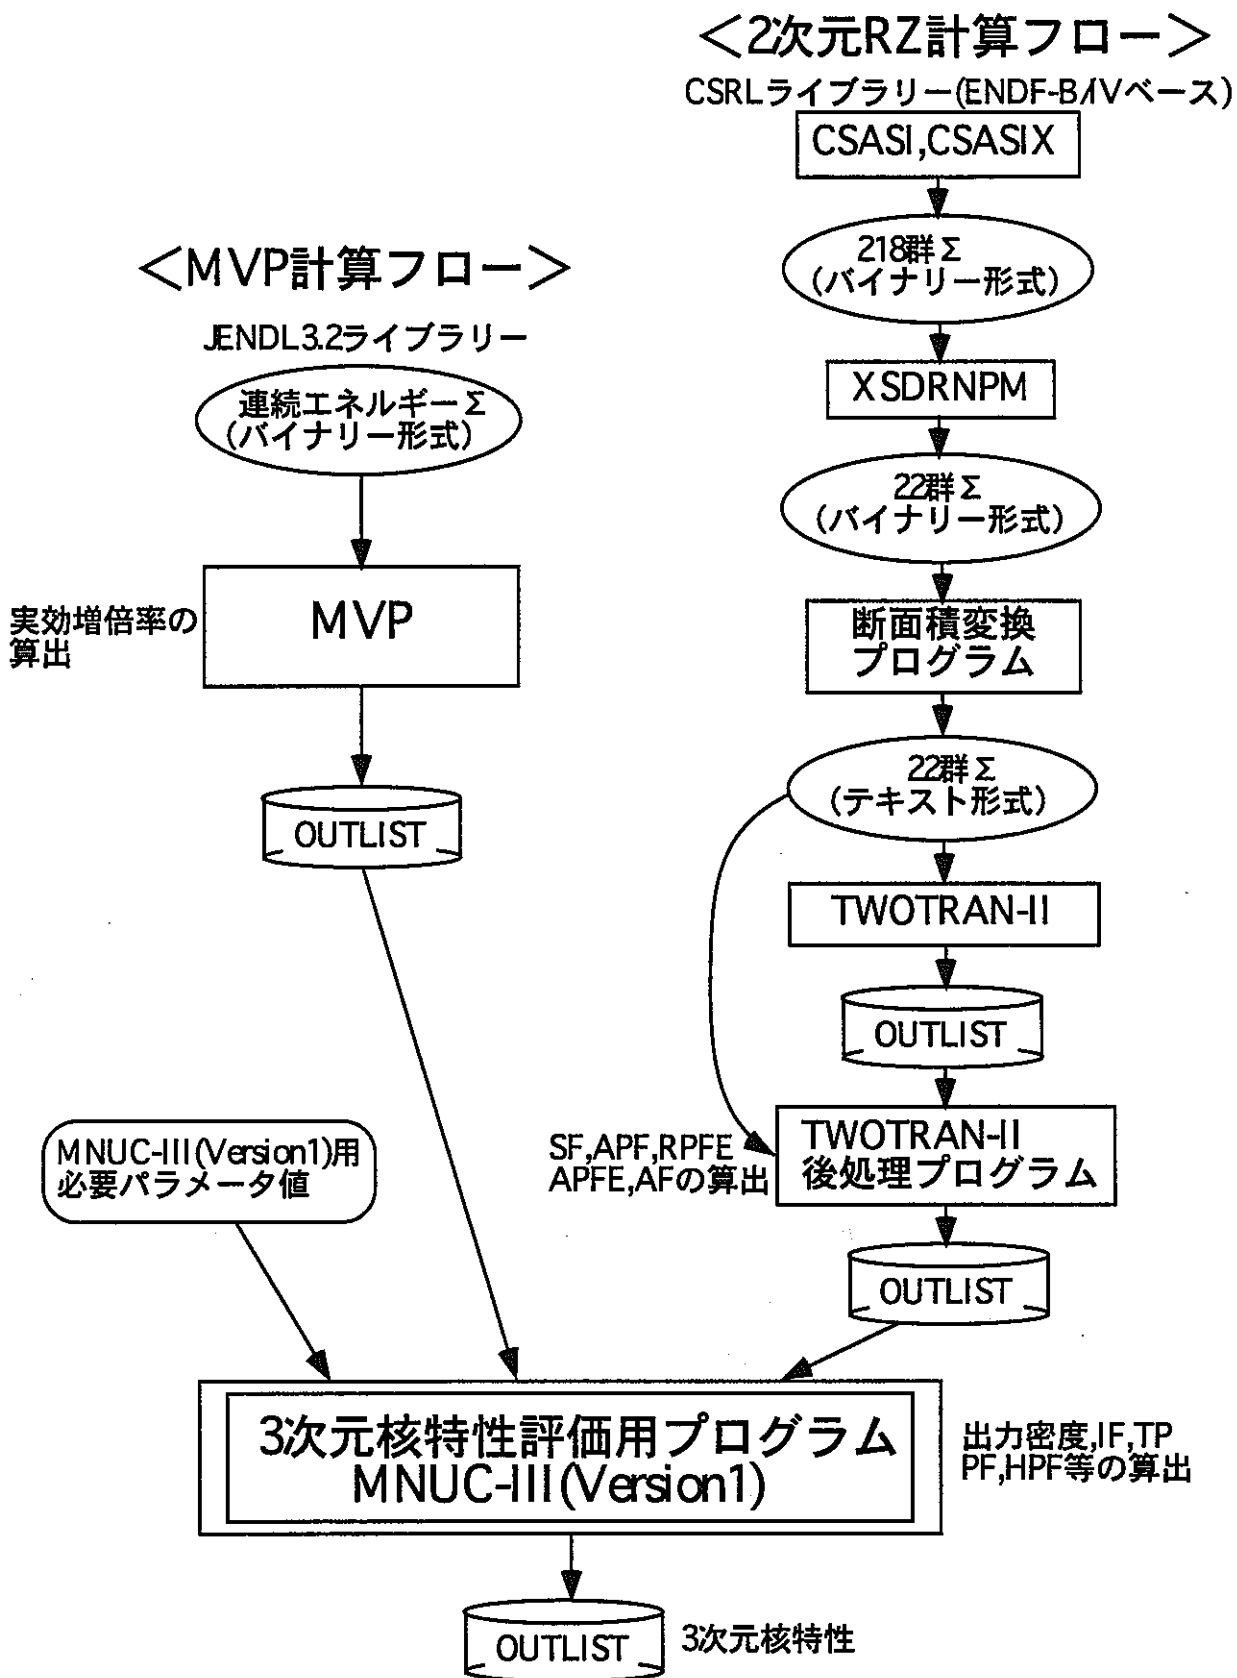 ＜2次元RZ計算フロー＞
CSRLライブラリー(ENDF-B/IVベース)
CSASI,CSASIX
218群Σ
(バイナリー形式)
XSDRNPM
22群Σ
(バイナリー形式)
断面積変換
プログラム
22群Σ
(テキスト形式)
TWOTRAN-II
OUTLIST
SF,APF,RPFE
APFE,AFの算出
TWOTRAN-II
後処理プログラム
OUTLIST
＜MVP計算フロー＞
JENDL3.2ライブラリー
連続エネルギーΣ
(バイナリー形式)
実効増倍率の
算出
MVP
OUTLIST
MNUC-III(Version1)用
必要パラメータ値
3次元核特性評価用プログラム
MNUC-III(Version1)
出力密度,IF,TP
PF,HPF等の算出
OUTLIST
3次元核特性